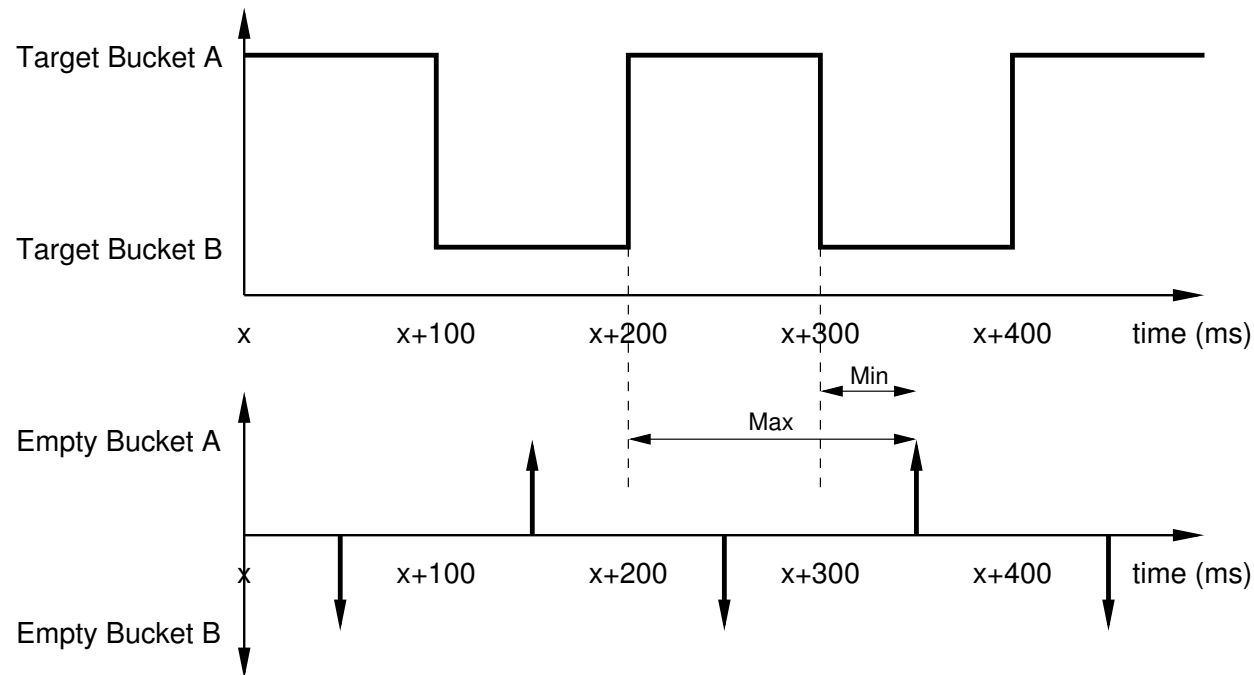 Target Bucket A
Target Bucket B
x x+100 x+200 x+300 x+400 time (ms)
Min
Max
Empty Bucket A
x x+100 x+200 x+300 x+400 time (ms)
Empty Bucket B